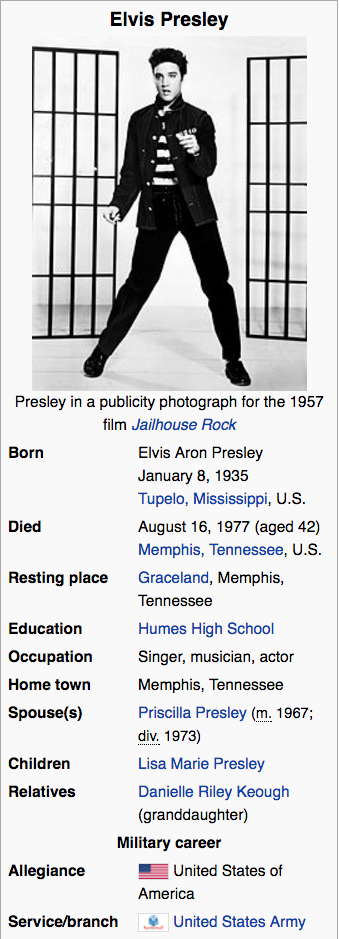 Elvis Presley
Presley in a publicity photograph for the 1957
film Jailhouse Rock
Born Elvis Aron Presley
January 8, 1935
Tupelo, Mississippi, U.S.
Died August 16, 1977 (aged 42)
Memphis, Tennessee, U.S.
Resting place Graceland, Memphis,
Tennessee
Education Humes High School
Occupation Singer, musician, actor
Home town Memphis, Tennessee
Spouse(s) Priscilla Presley (m. 1967;
div. 1973)
Children Lisa Marie Presley
Relatives Danielle Riley Keough
(granddaughter)
Military career
Allegiance United States of
America
Service/branch United States Army